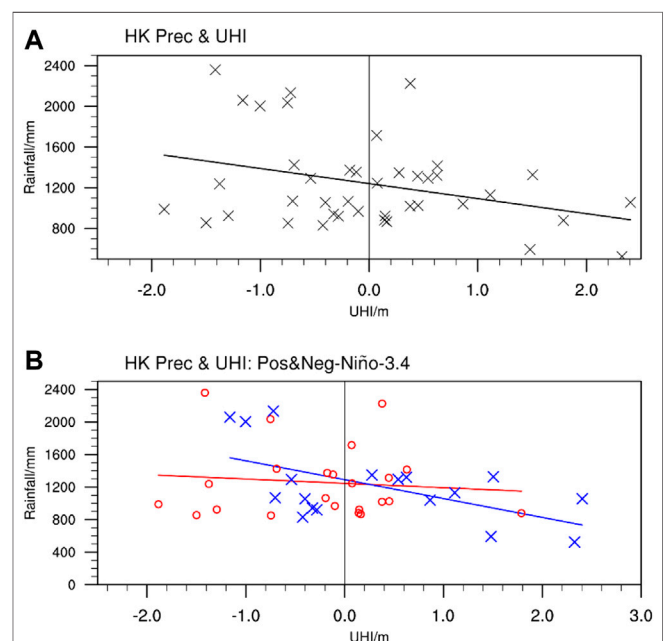 A
HK Prec & UHI
2400
2000
1600
1200
800
Rainfall/mm
-2.0 -1.0 0.0 1.0 2.0
UHI/m
B
HK Prec & UHI: Pos&Neg-Niño-3.4
2400
2000
1600
1200
800
400
0
Rainfall/mm
-2.0 -1.0 0.0 1.0 2.0 3.0
UHI/m